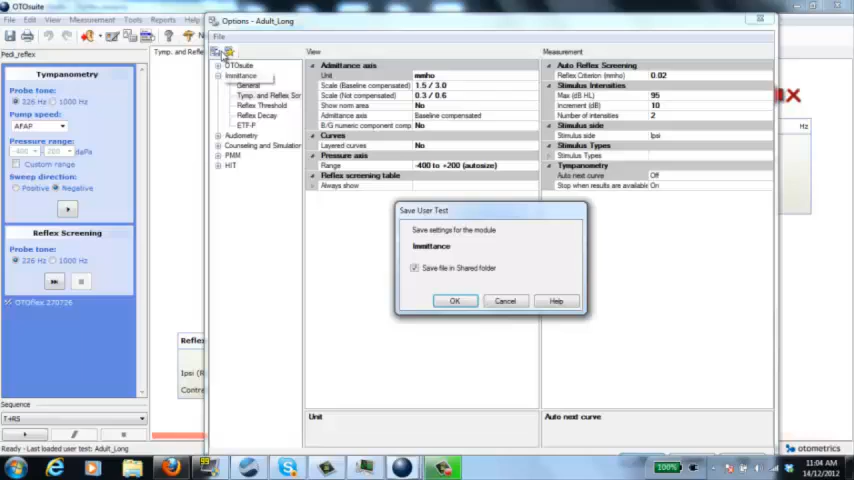 OTOsuite
File Edit View Measurement Tools Reports Help
Pedi_reflex
Tympanometry
Probe tone:
226 Hz 1000 Hz
Pump speed:
AFAP
Pressure range:
-400 200 daPa
Custom range
Sweep direction:
Positive Negative
Reflex Screening
Probe tone:
226 Hz 1000 Hz
OTOflex 270726
Sequence
T+RS
Ready - Last loaded user test: Adult_Long
Tymp. and Refle
Reflex
Ipsi (R
Contra
Options - Adult_Long
File
OTOsuite
Immittance
General
Tymp. and Reflex Scr
Reflex Threshold
Reflex Decay
ETF-P
Audiometry
Counseling and Simulation
PMM
HIT
View
Admittance axis
Unit mmho
Scale (Baseline compensated) 1.5 / 3.0
Scale (Not compensated) 0.3 / 0.6
Show norm area No
Admittance axis Baseline compensated
B/G numeric component comp No
Curves
Layered curves No
Pressure axis
Range -400 to +200 (autosize)
Reflex screening table
Always show
Unit
Measurement
Auto Reflex Screening
Reflex Criterion (mmho) 0.02
Stimulus Intensities
Max (dB HL) 95
Increment (dB) 10
Number of intensities 2
Stimulus side
Stimulus side Ipsi
Stimulus Types
Stimulus Types
Tympanometry
Auto next curve Off
Stop when results are available On
Auto next curve
Save User Test
Save settings for the module
Immittance
Save file in Shared folder
OK Cancel Help
Hz
otometrics
100%
11:04 AM
14/12/2012